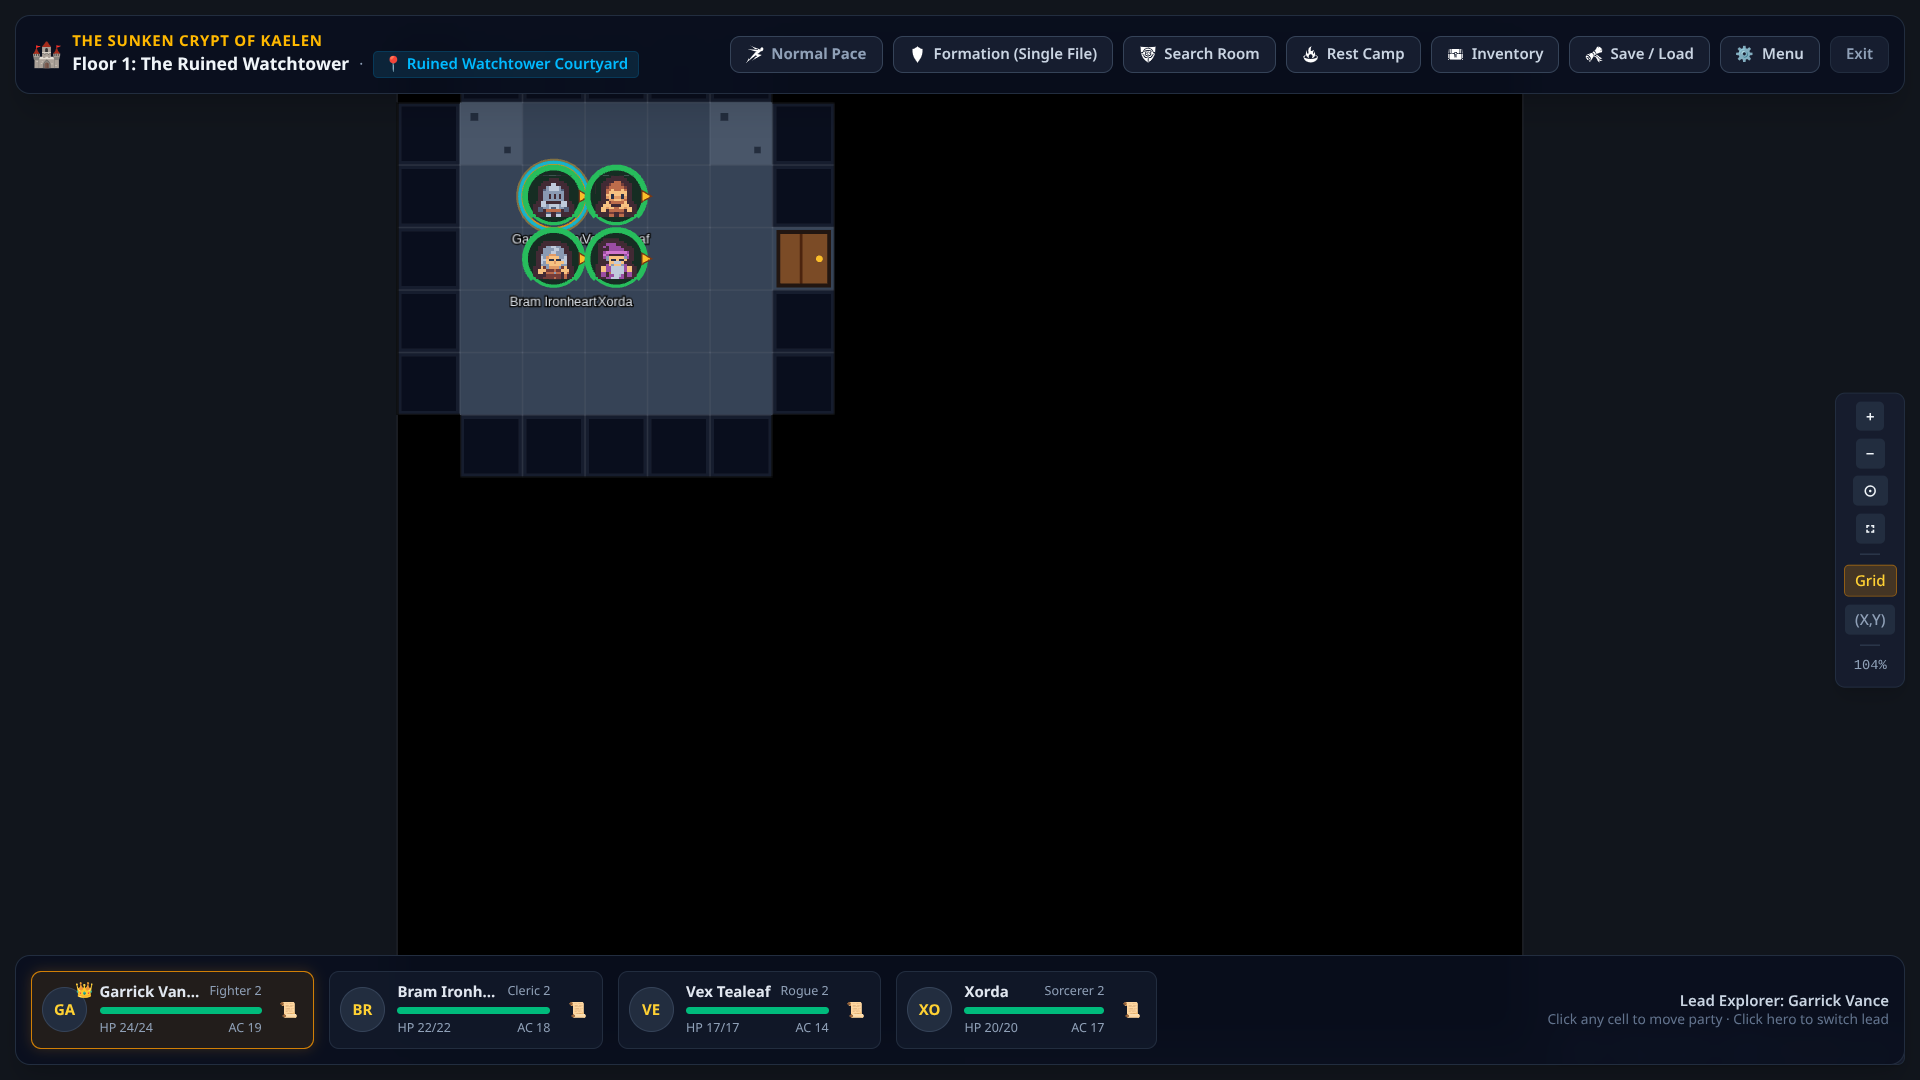 THE SUNKEN CRYPT OF KAELEN
Floor 1: The Ruined Watchtower · Ruined Watchtower Courtyard
Normal Pace
Formation (Single File)
Search Room
Rest Camp
Inventory
Save / Load
Menu
Exit
Bram Ironheart
Xorda
+
−
Grid
(X,Y)
104%
GA
Garrick Van...
Fighter 2
HP 24/24
AC 19
BR
Bram Ironh...
Cleric 2
HP 22/22
AC 18
VE
Vex Tealeaf
Rogue 2
HP 17/17
AC 14
XO
Xorda
Sorcerer 2
HP 20/20
AC 17
Lead Explorer: Garrick Vance
Click any cell to move party · Click hero to switch lead